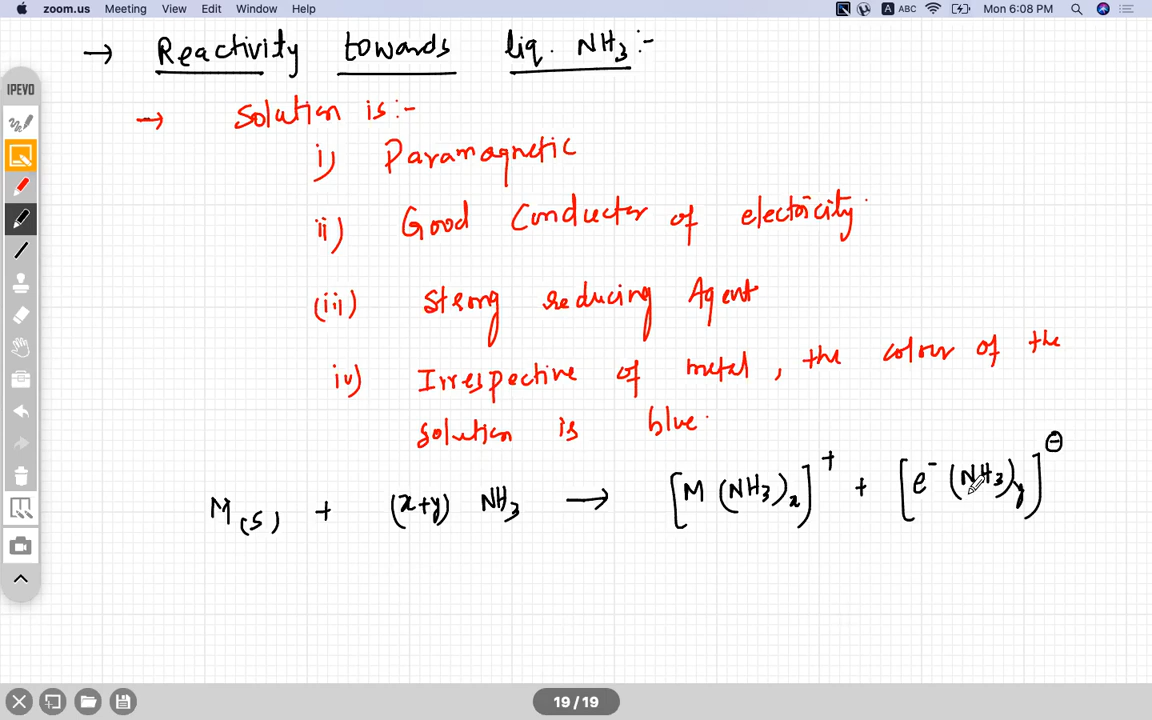 zoom.us Meeting View Edit Window Help A ABC Mon 6:08 PM
→ Reactivity towards liq. NH3:-
IPEVO
→ Solution is:-
i) Paramagnetic
ii) Good Conductor of electricity.
(iii) Strong reducing Agent
iv) Irrespective of metal, the colour of the
solution is blue.
M(s) + (x+y) NH3 → [M (NH3)x]+ + [e- (NH3)y]⊖
19/19